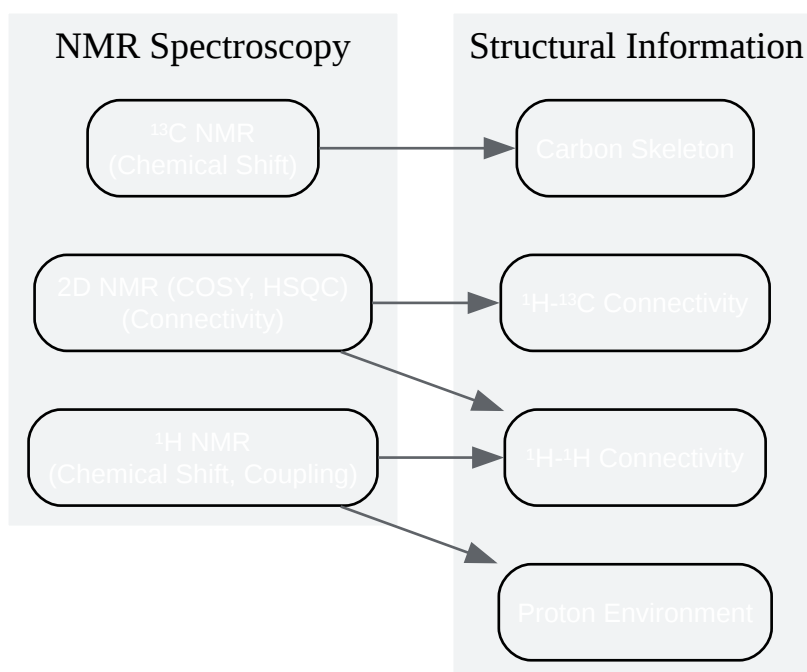 NMR Spectroscopy
¹³C NMR
(Chemical Shift)
2D NMR (COSY, HSQC)
(Connectivity)
¹H NMR
(Chemical Shift, Coupling)
Structural Information
Carbon Skeleton
¹H-¹³C Connectivity
¹H-¹H Connectivity
Proton Environment